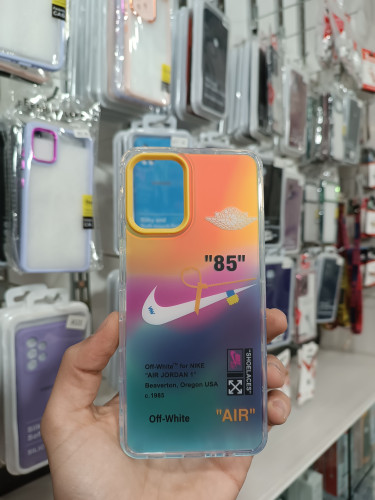 "85"
Off-White™ for NIKE
"AIR JORDAN 1"
Beaverton, Oregon USA
c.1985
"SHOELACES"
Off-White
"AIR"